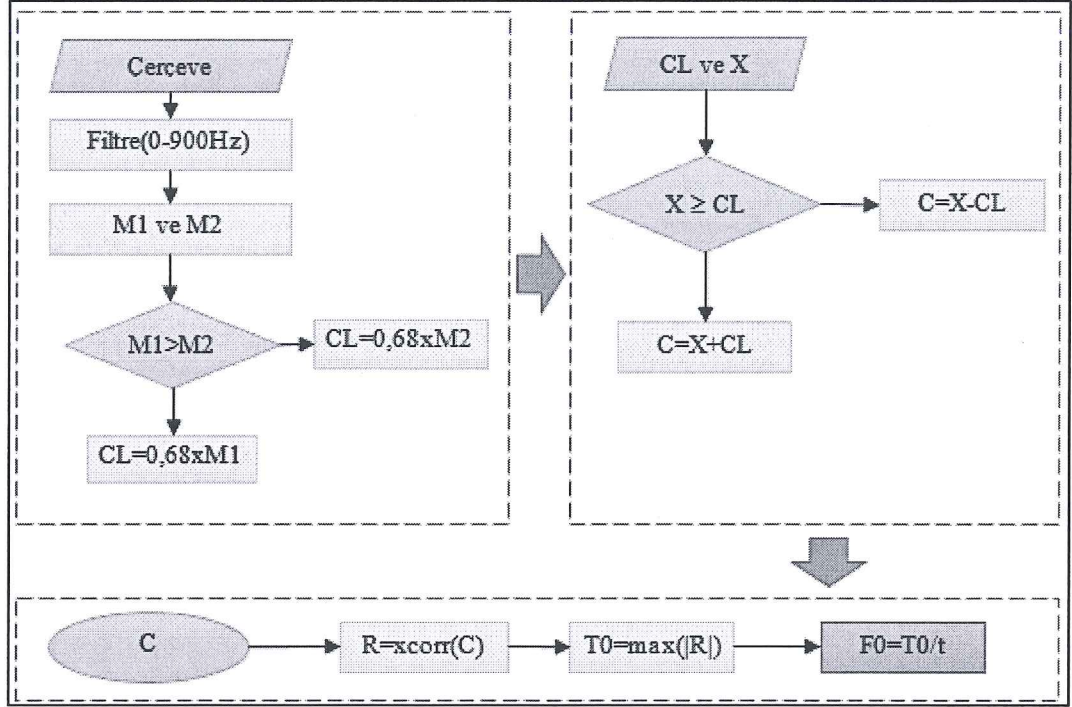 Çerçeve
Filtre(0-900Hz)
M1 ve M2
M1>M2
CL=0,68xM2
CL=0,68xM1
CL ve X
X ≥ CL
C=X-CL
C=X+CL
C
R=xcorr(C)
T0=max(|R|)
F0=T0/t